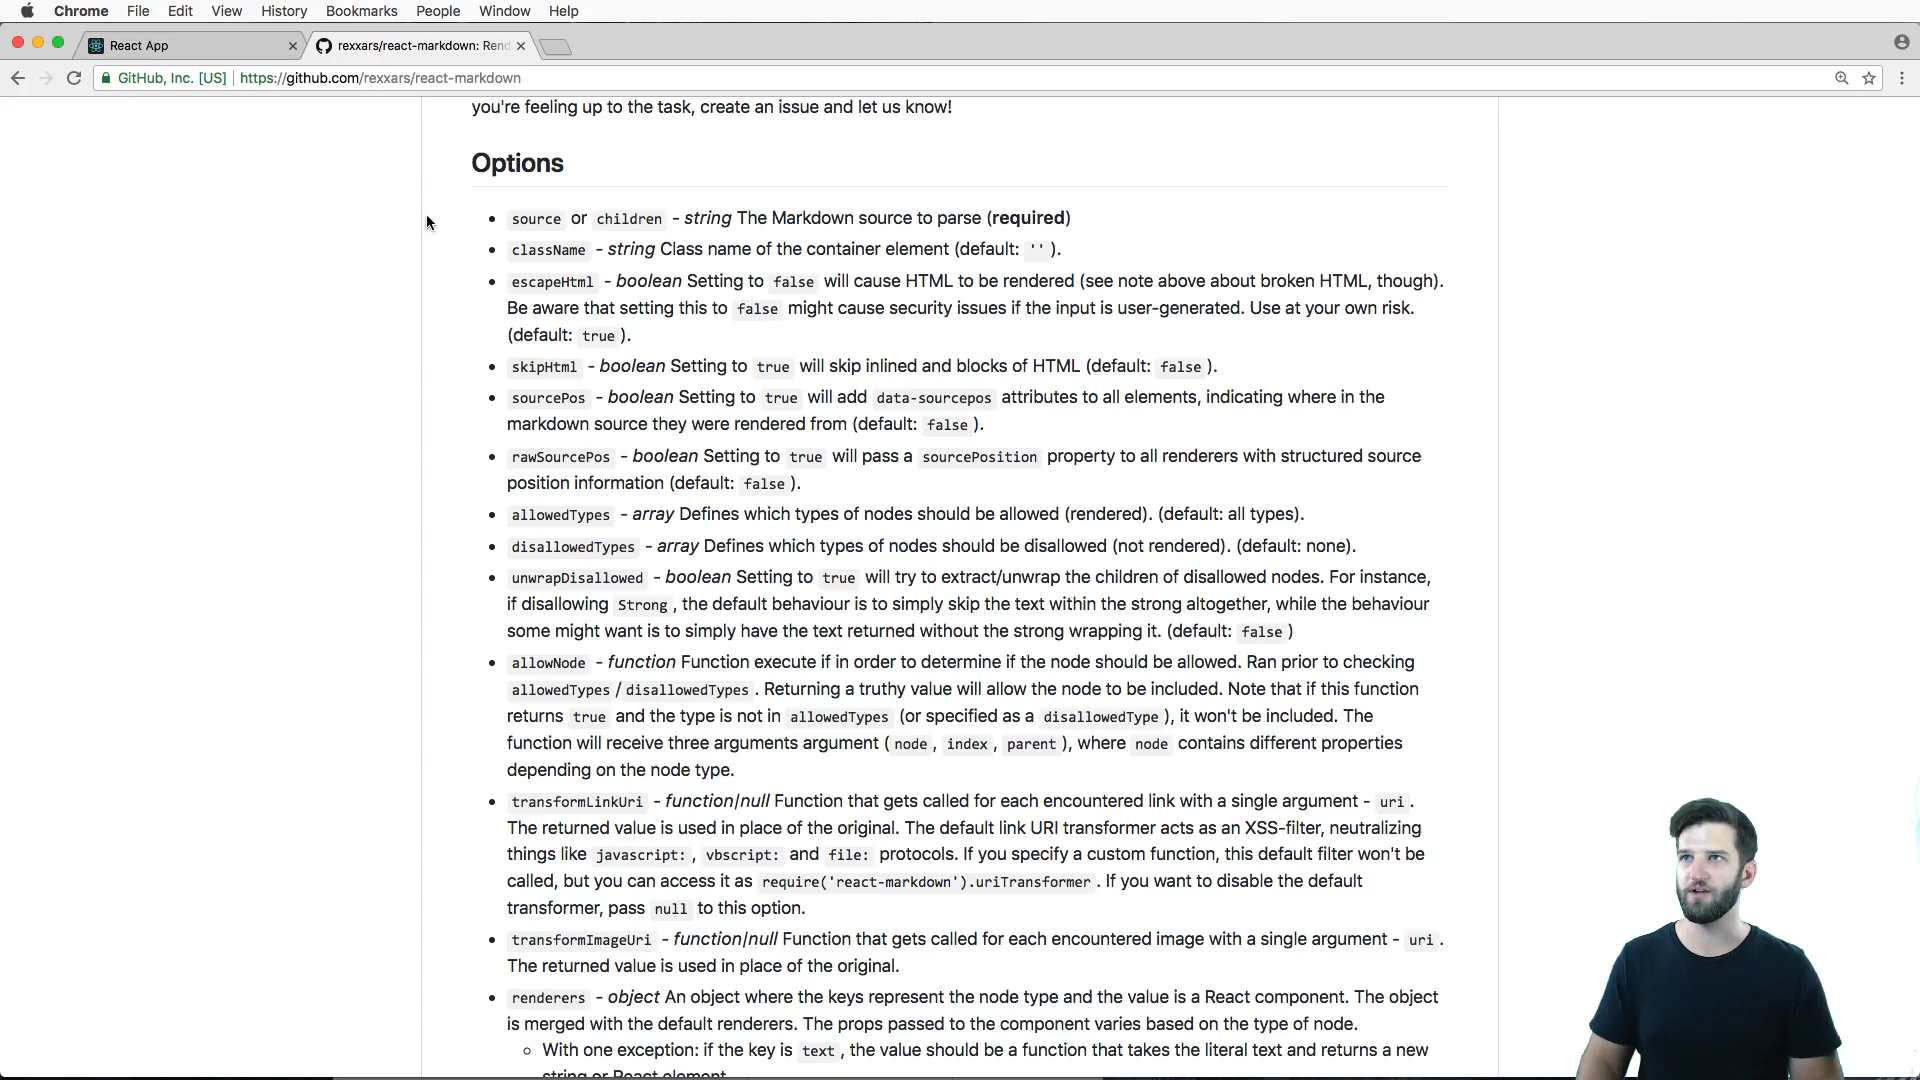 Chrome File Edit View History Bookmarks People Window Help
React App
rexxars/react-markdown: Rend
GitHub, Inc. [US] https://github.com/rexxars/react-markdown
you're feeling up to the task, create an issue and let us know!
Options
source or children - string The Markdown source to parse (required)
className - string Class name of the container element (default: '' ).
escapeHtml - boolean Setting to false will cause HTML to be rendered (see note above about broken HTML, though).
Be aware that setting this to false might cause security issues if the input is user-generated. Use at your own risk.
(default: true ).
skipHtml - boolean Setting to true will skip inlined and blocks of HTML (default: false ).
sourcePos - boolean Setting to true will add data-sourcepos attributes to all elements, indicating where in the
markdown source they were rendered from (default: false ).
rawSourcePos - boolean Setting to true will pass a sourcePosition property to all renderers with structured source
position information (default: false ).
allowedTypes - array Defines which types of nodes should be allowed (rendered). (default: all types).
disallowedTypes - array Defines which types of nodes should be disallowed (not rendered). (default: none).
unwrapDisallowed - boolean Setting to true will try to extract/unwrap the children of disallowed nodes. For instance,
if disallowing Strong , the default behaviour is to simply skip the text within the strong altogether, while the behaviour
some might want is to simply have the text returned without the strong wrapping it. (default: false )
allowNode - function Function execute if in order to determine if the node should be allowed. Ran prior to checking
allowedTypes / disallowedTypes . Returning a truthy value will allow the node to be included. Note that if this function
returns true and the type is not in allowedTypes (or specified as a disallowedType ), it won't be included. The
function will receive three arguments argument ( node , index , parent ), where node contains different properties
depending on the node type.
transformLinkUri - function|null Function that gets called for each encountered link with a single argument - uri .
The returned value is used in place of the original. The default link URI transformer acts as an XSS-filter, neutralizing
things like javascript: , vbscript: and file: protocols. If you specify a custom function, this default filter won't be
called, but you can access it as require('react-markdown').uriTransformer . If you want to disable the default
transformer, pass null to this option.
transformImageUri - function|null Function that gets called for each encountered image with a single argument - uri .
The returned value is used in place of the original.
renderers - object An object where the keys represent the node type and the value is a React component. The object
is merged with the default renderers. The props passed to the component varies based on the type of node.
With one exception: if the key is text , the value should be a function that takes the literal text and returns a new
string or React element.